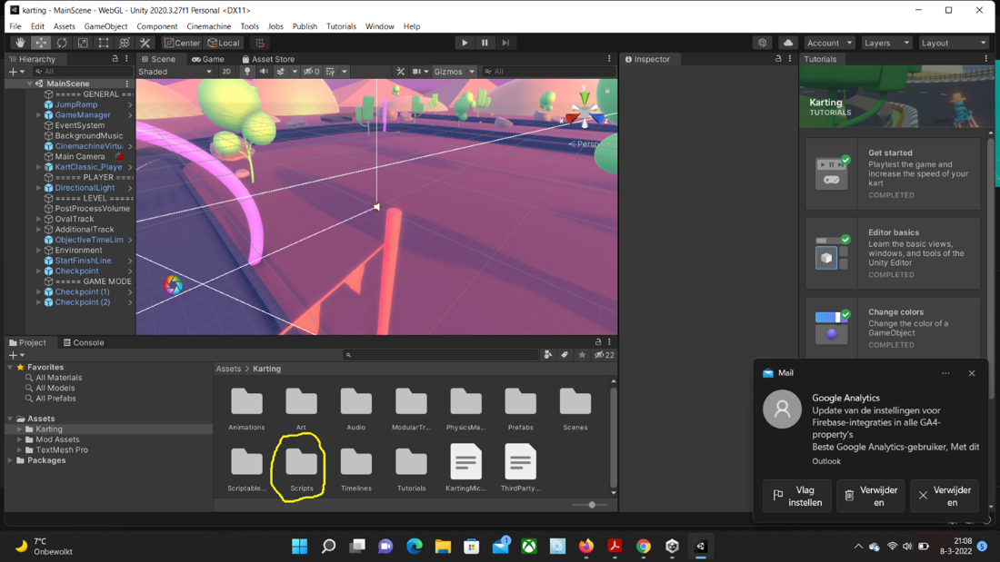 karting - MainScene - WebGL - Unity 2020.3.27f1 Personal <DX11>
File Edit Assets GameObject Component Cinemachine Tools Jobs Publish Tutorials Window Help
Center Local Account Layers Layout
Hierarchy
All
MainScene
===== GENERAL ==
JumpRamp
GameManager
EventSystem
BackgroundMusic
CinemachineVirtu
Main Camera
KartClassic_Playe
===== PLAYER ====
DirectionalLight
===== LEVEL =====
PostProcessVolume
OvalTrack
AdditionalTrack
ObjectiveTimeLim
Environment
StartFinishLine
Checkpoint
===== GAME MODE
Checkpoint (1)
Checkpoint (2)
Scene Game Asset Store
Shaded 2D 0 Gizmos All
y
x
z
< Persp
Inspector
Tutorials
Karting
TUTORIALS
Get started
Playtest the game and
increase the speed of your
kart
COMPLETED
Editor basics
Learn the basic views,
windows, and tools of the
Unity Editor
COMPLETED
Change colors
Change the color of a
GameObject
COMPLETED
Project Console
22
Favorites
All Materials
All Models
All Prefabs
Assets
Karting
Mod Assets
TextMesh Pro
Packages
Assets > Karting
Animations Art Audio ModularTr... PhysicsMa... Prefabs Scenes
Scriptable... Scripts Timelines Tutorials KartingMic... ThirdParty...
Mail
Google Analytics
Update van de instellingen voor
Firebase-integraties in alle GA4-
property's
Beste Google Analytics-gebruiker, Met dit
Outlook
Vlag
instellen
Verwijder
en
Verwijder
en
7°C
Onbewolkt
1
21:08
8-3-2022
5